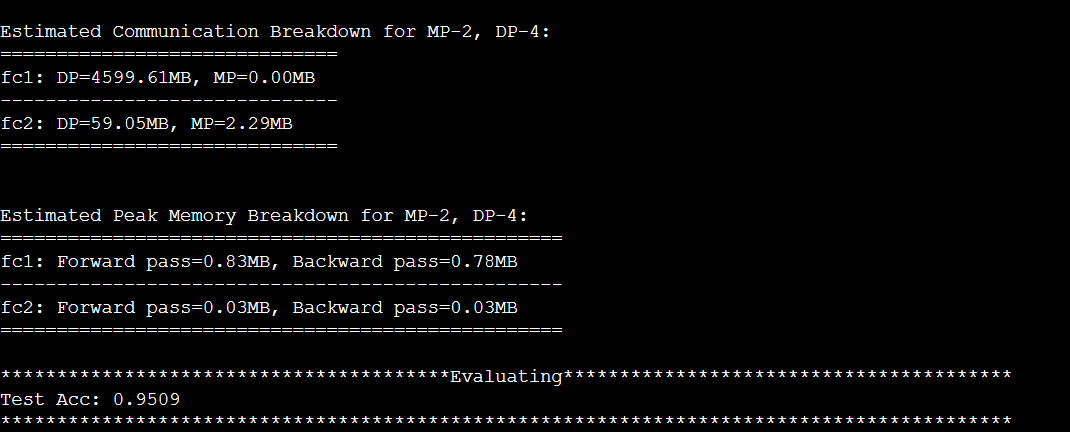 Estimated Communication Breakdown for MP-2, DP-4:
==============================
fc1: DP=4599.61MB, MP=0.00MB
------------------------------
fc2: DP=59.05MB, MP=2.29MB
==============================
Estimated Peak Memory Breakdown for MP-2, DP-4:
==================================================
fc1: Forward pass=0.83MB, Backward pass=0.78MB
--------------------------------------------------
fc2: Forward pass=0.03MB, Backward pass=0.03MB
==================================================
****************************************Evaluating****************************************
Test Acc: 0.9509
******************************************************************************************